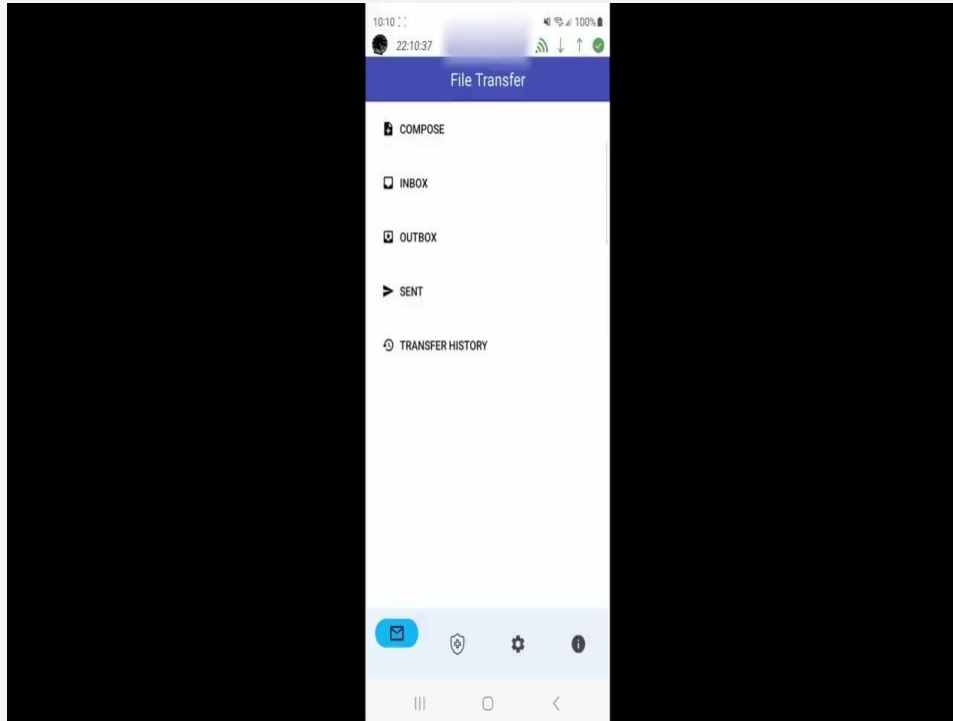 10:10 100%
22:10:37
File Transfer
COMPOSE
INBOX
OUTBOX
SENT
TRANSFER HISTORY